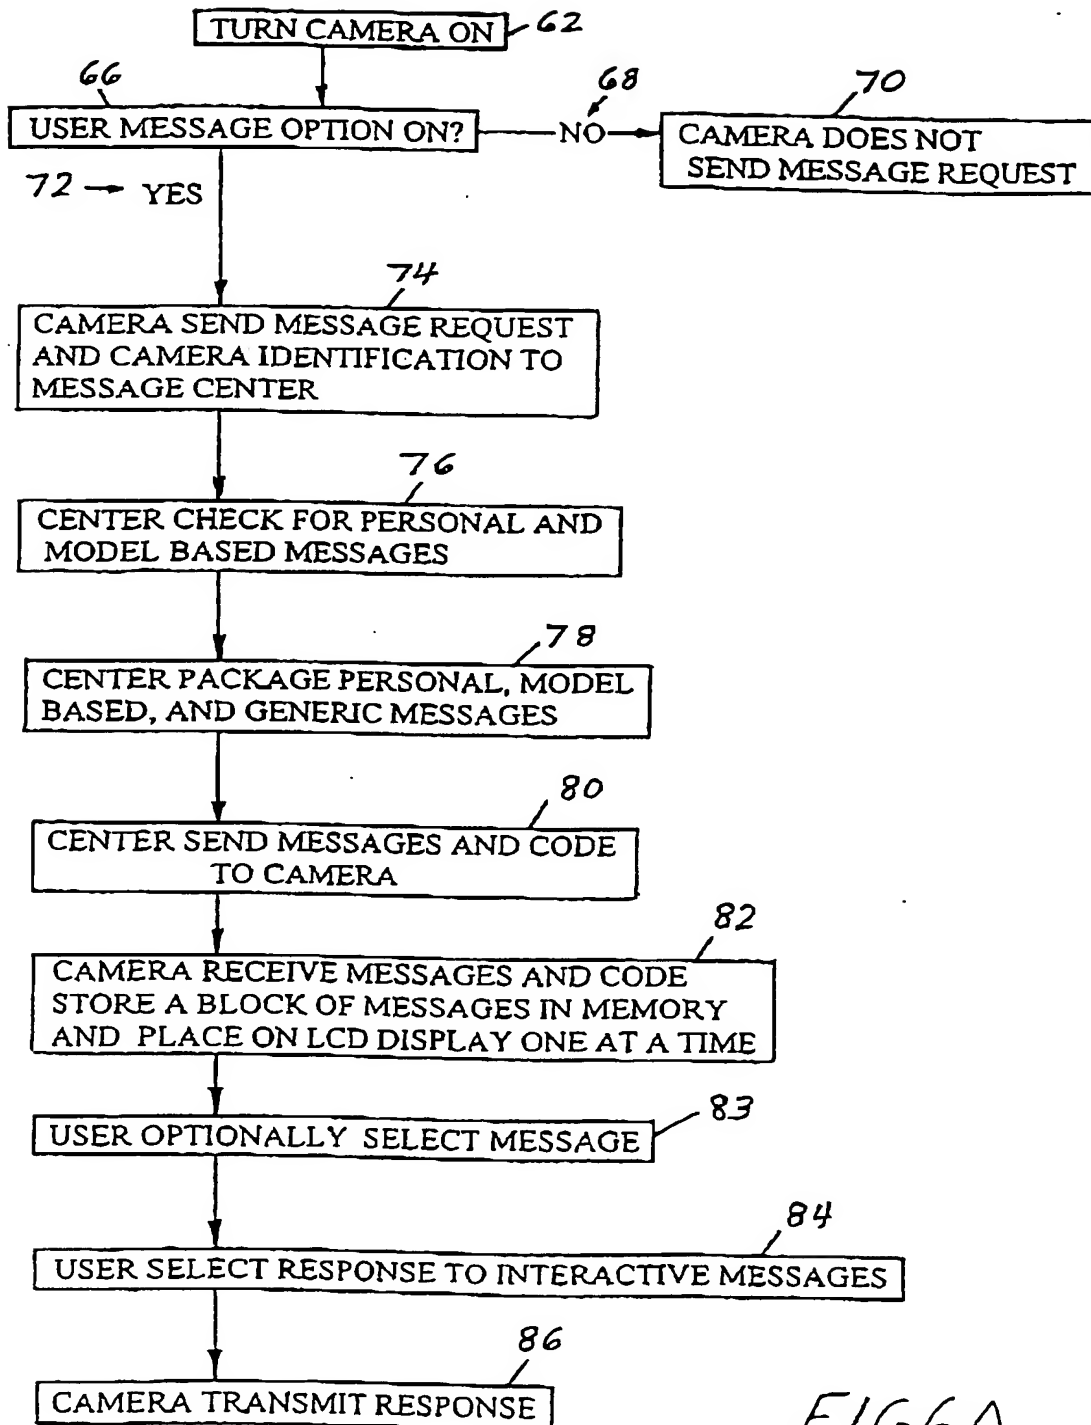 TURN CAMERA ON
62
66
68
70
USER MESSAGE OPTION ON?
NO
CAMERA DOES NOT
SEND MESSAGE REQUEST
72
YES
74
CAMERA SEND MESSAGE REQUEST
AND CAMERA IDENTIFICATION TO
MESSAGE CENTER
76
CENTER CHECK FOR PERSONAL AND
MODEL BASED MESSAGES
78
CENTER PACKAGE PERSONAL, MODEL
BASED, AND GENERIC MESSAGES
80
CENTER SEND MESSAGES AND CODE
TO CAMERA
82
CAMERA RECEIVE MESSAGES AND CODE
STORE A BLOCK OF MESSAGES IN MEMORY
AND PLACE ON LCD DISPLAY ONE AT A TIME
83
USER OPTIONALLY SELECT MESSAGE
84
USER SELECT RESPONSE TO INTERACTIVE MESSAGES
86
CAMERA TRANSMIT RESPONSE
FIG 6A